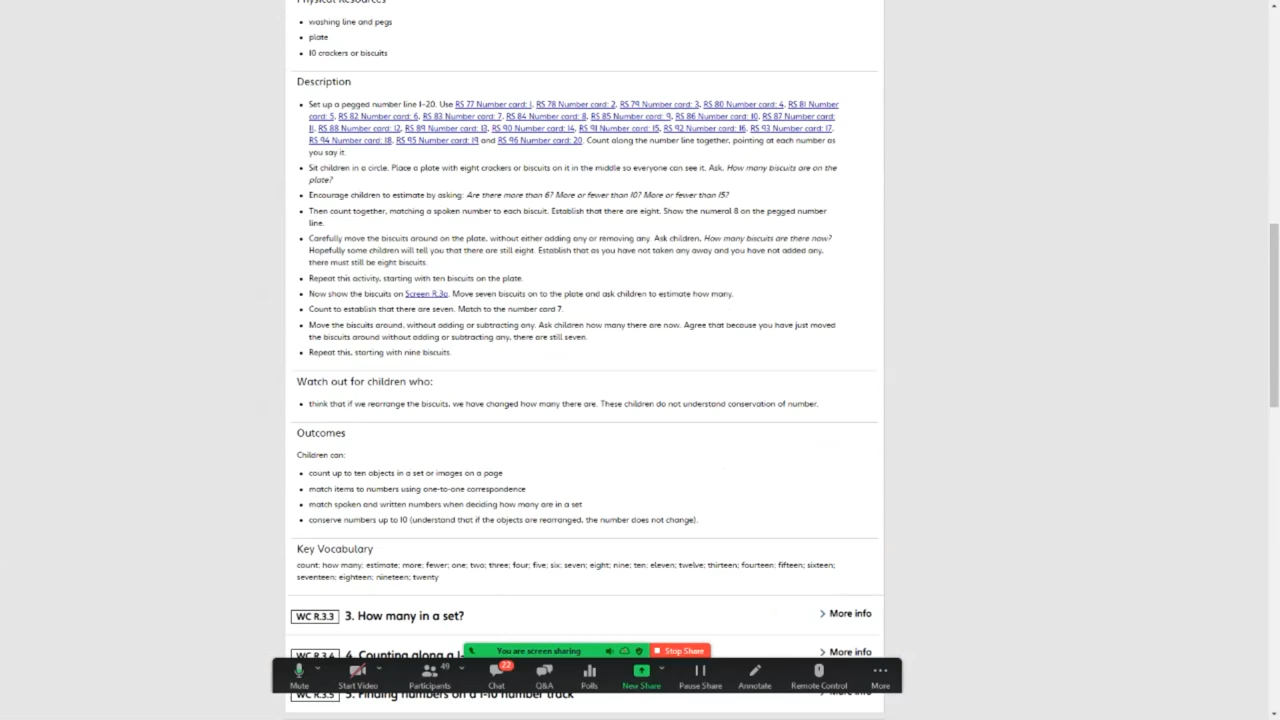 Physical Resources
washing line and pegs
plate
10 crackers or biscuits
Description
Set up a pegged number line 1-20. Use RS 77 Number card: 1, RS 78 Number card: 2, RS 79 Number card: 3, RS 80 Number card: 4, RS 81 Number
card: 5, RS 82 Number card: 6, RS 83 Number card: 7, RS 84 Number card: 8, RS 85 Number card: 9, RS 86 Number card: 10, RS 87 Number card:
11, RS 88 Number card: 12, RS 89 Number card: 13, RS 90 Number card: 14, RS 91 Number card: 15, RS 92 Number card: 16, RS 93 Number card: 17,
RS 94 Number card: 18, RS 95 Number card: 19 and RS 96 Number card: 20. Count along the number line together, pointing at each number as
you say it.
Sit children in a circle. Place a plate with eight crackers or biscuits on it in the middle so everyone can see it. Ask, How many biscuits are on the
plate?
Encourage children to estimate by asking: Are there more than 6? More or fewer than 10? More or fewer than 15?
Then count together, matching a spoken number to each biscuit. Establish that there are eight. Show the numeral 8 on the pegged number
line.
Carefully move the biscuits around on the plate, without either adding any or removing any. Ask children, How many biscuits are there now?
Hopefully some children will tell you that there are still eight. Establish that as you have not taken any away and you have not added any,
there must still be eight biscuits.
Repeat this activity, starting with ten biscuits on the plate.
Now show the biscuits on Screen R.3a. Move seven biscuits on to the plate and ask children to estimate how many.
Count to establish that there are seven. Match to the number card 7.
Move the biscuits around, without adding or subtracting any. Ask children how many there are now. Agree that because you have just moved
the biscuits around without adding or subtracting any, there are still seven.
Repeat this, starting with nine biscuits.
Watch out for children who:
think that if we rearrange the biscuits, we have changed how many there are. These children do not understand conservation of number.
Outcomes
Children can:
count up to ten objects in a set or images on a page
match items to numbers using one-to-one correspondence
match spoken and written numbers when deciding how many are in a set
conserve numbers up to 10 (understand that if the objects are rearranged, the number does not change).
Key Vocabulary
count; how many; estimate; more; fewer; one; two; three; four; five; six; seven; eight; nine; ten; eleven; twelve; thirteen; fourteen; fifteen; sixteen;
seventeen; eighteen; nineteen; twenty
WC R.3.3 3. How many in a set? More info
WC R.3.4 4. Counting along a More info
You are screen sharing Stop Share
49 22
Mute Start Video Participants Chat Q&A Polls New Share Pause Share Annotate Remote Control More
WC R.3.5 5. Finding numbers on a 1-10 number track More info